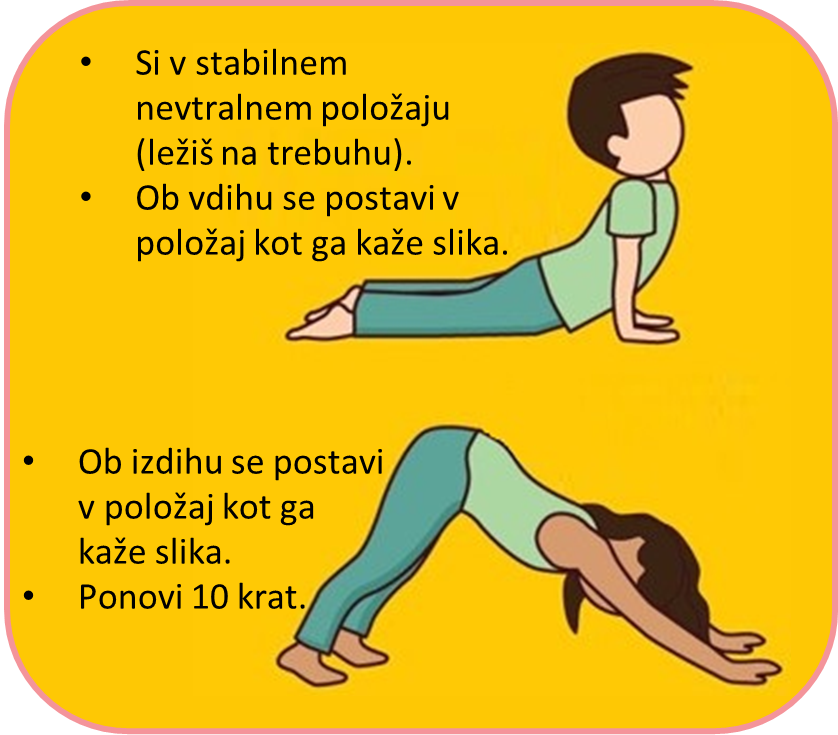 • Si v stabilnem
nevtralnem položaju
(ležiš na trebuhu).
• Ob vdihu se postavi v
položaj kot ga kaže slika.
• Ob izdihu se postavi
v položaj kot ga
kaže slika.
• Ponovi 10 krat.